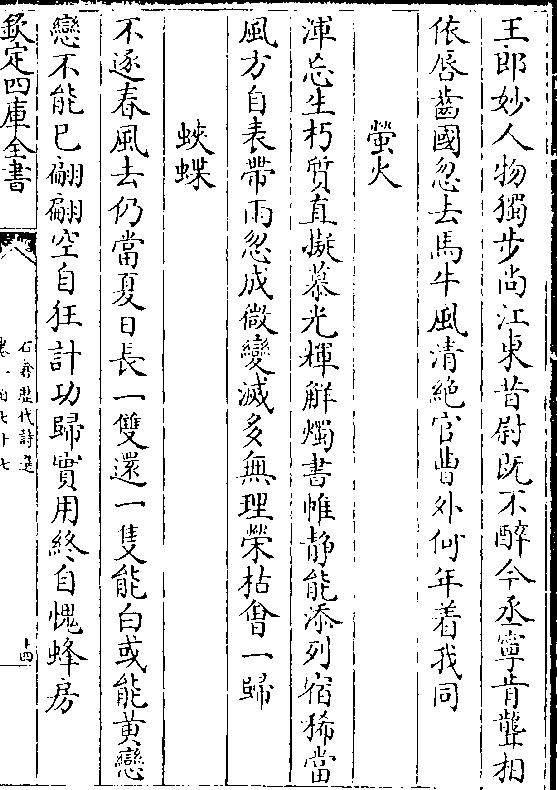 王郎妙人物獨步尚江東昔尉既不醉今丞寧肯聾相
依脣齒國忽去馬牛風清絶官曹外何年着我同
螢火
渾忘生朽質直擬慕光輝解燭書帷静能添列宿稀當
風方自表帶雨忽成微變滅多無理榮枯會一歸
蛺蝶
不逐春風去仍當夏日長一雙還一隻能白或能黄戀
戀不能已翩翩空自狂計功歸實用終自愧蜂房
欽定四庫全書
石倉歷代詩選
卷一百七十七
十四